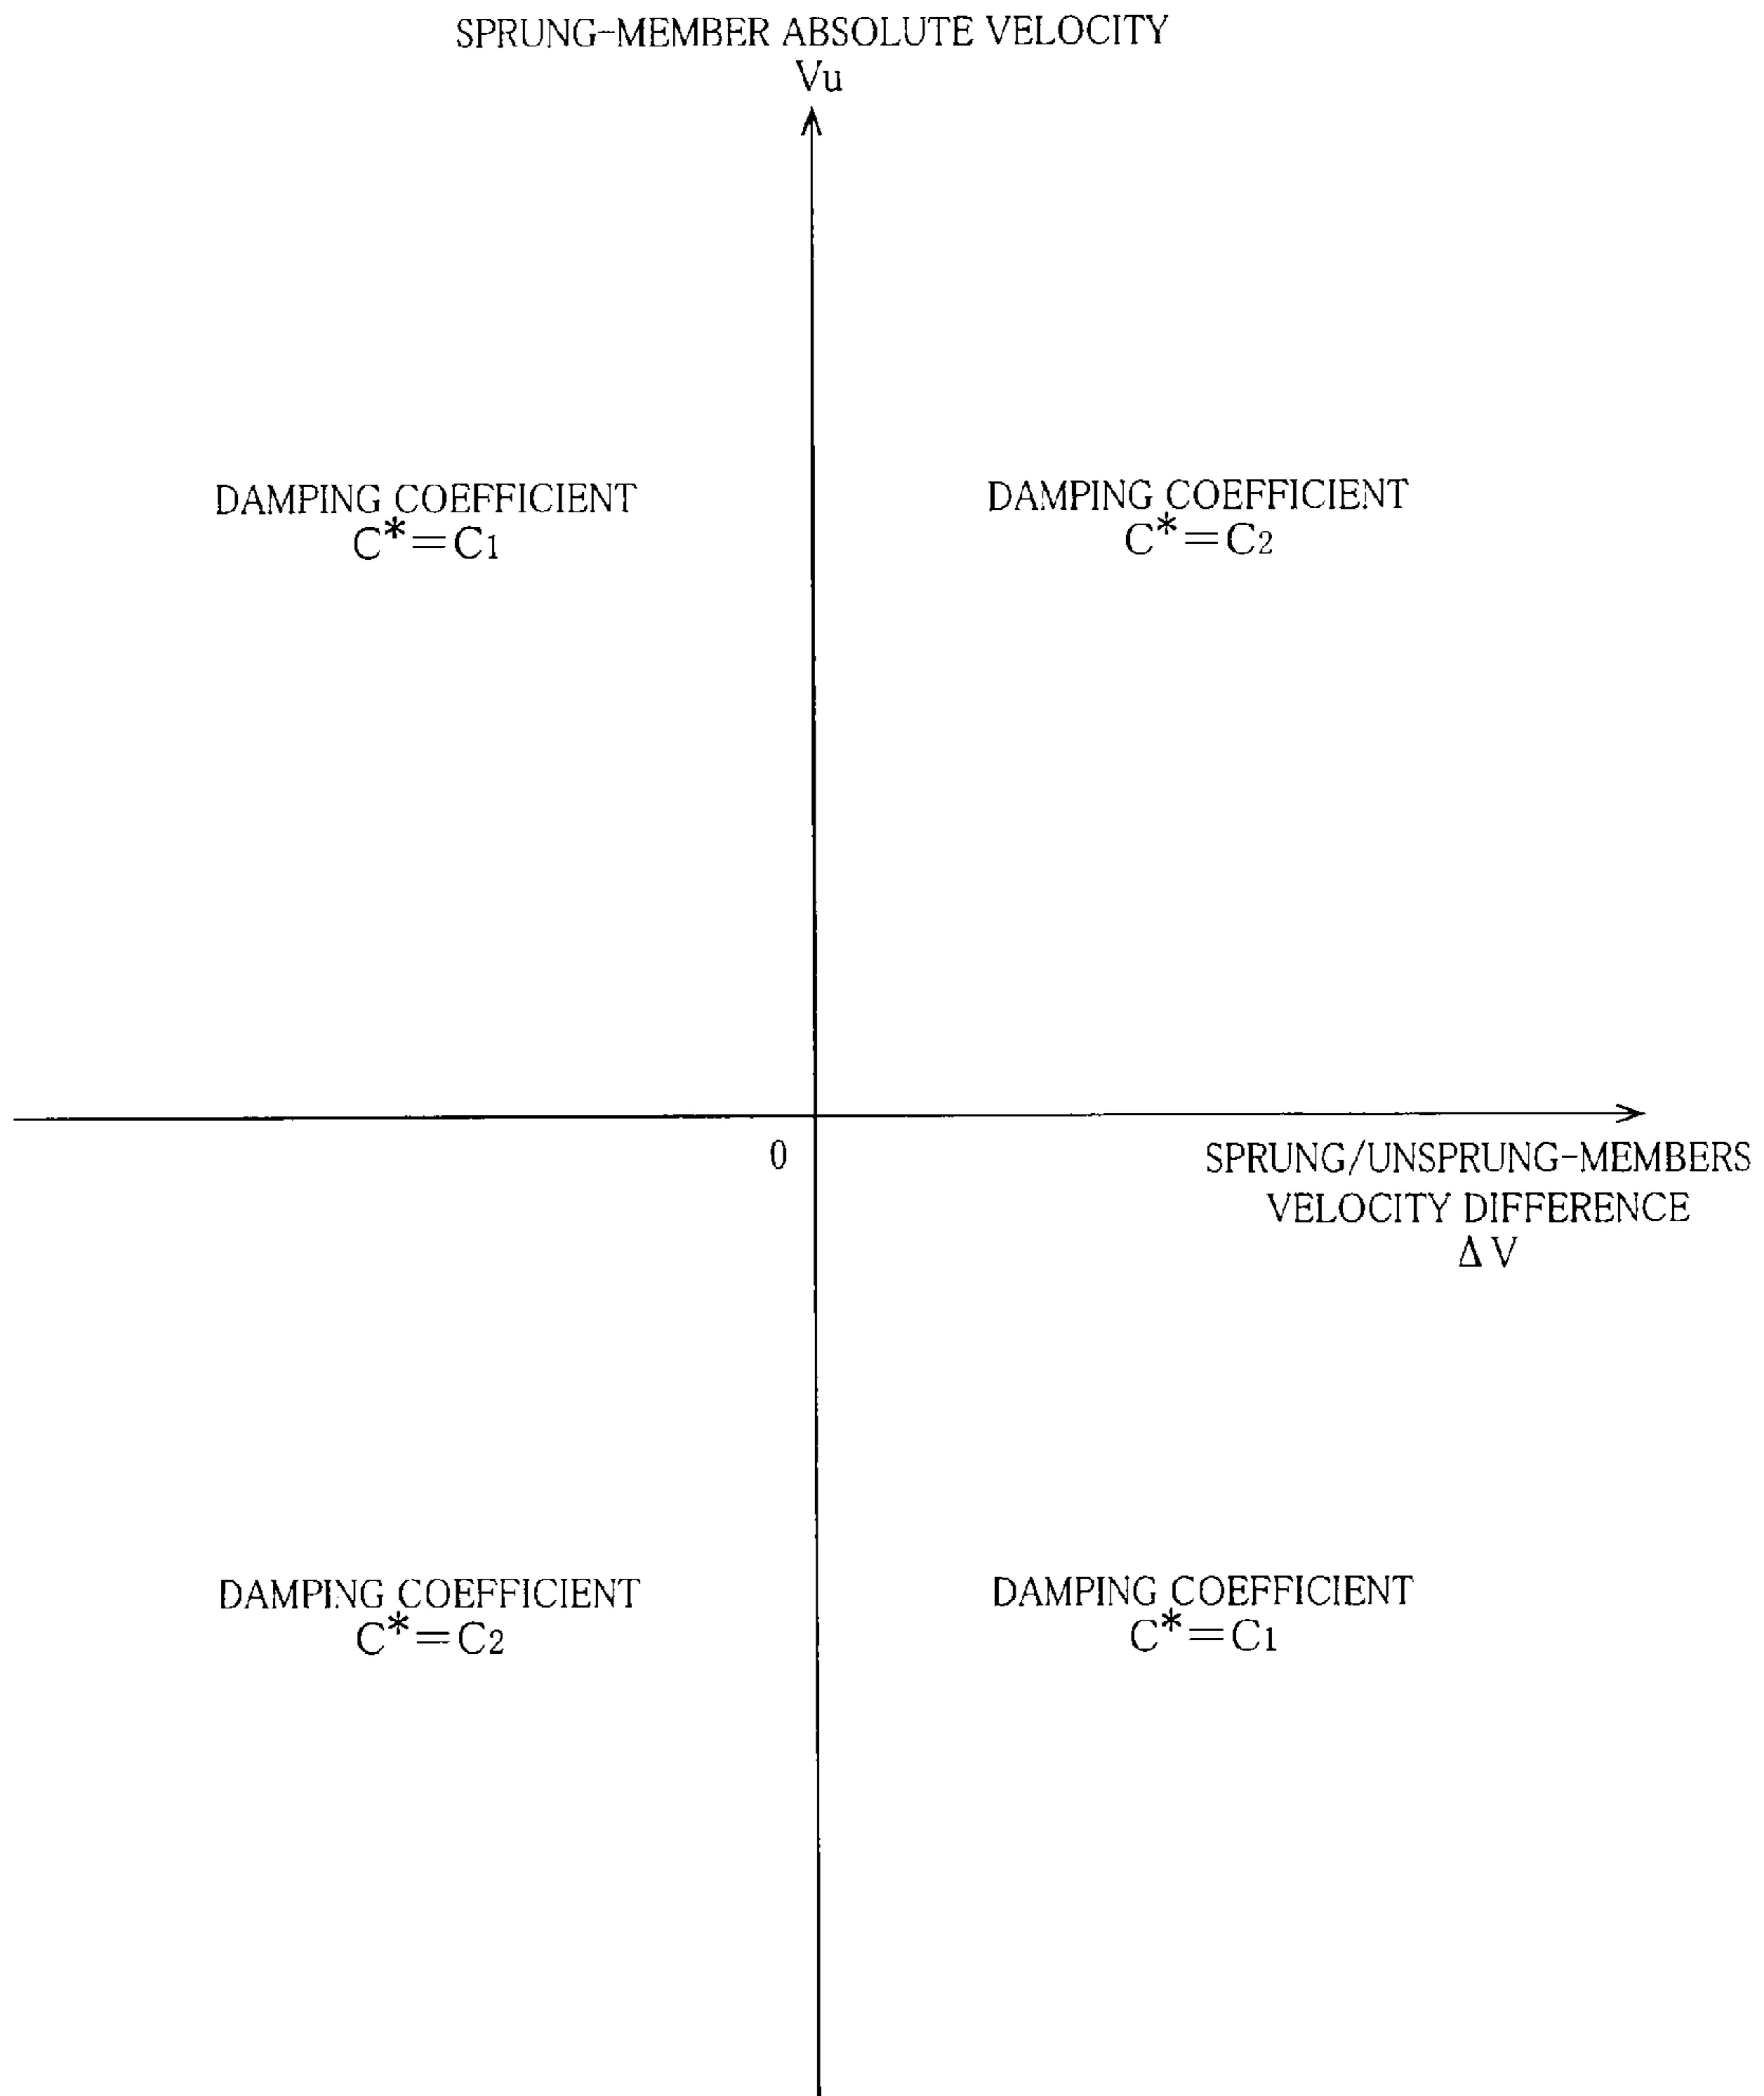 SPRUNG-MEMBER ABSOLUTE VELOCITY
Vu
DAMPING COEFFICIENT
C*=C1
DAMPING COEFFICIENT
C*=C2
0
SPRUNG/UNSPRUNG-MEMBERS
VELOCITY DIFFERENCE
ΔV
DAMPING COEFFICIENT
C*=C2
DAMPING COEFFICIENT
C*=C1